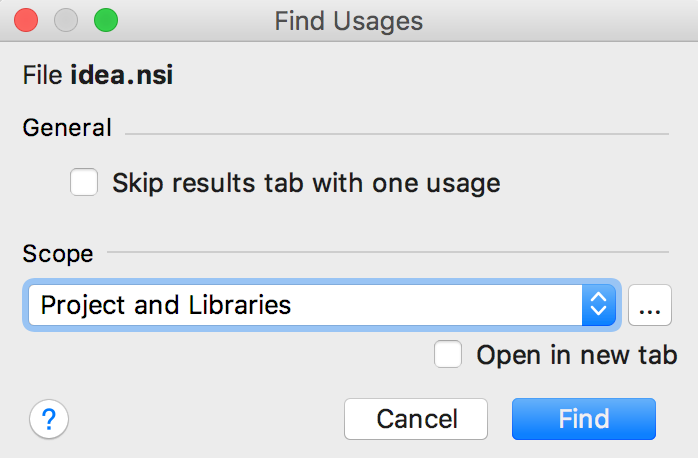 Find Usages
File idea.nsi
General
Skip results tab with one usage
Scope
Project and Libraries
...
Open in new tab
?
Cancel
Find